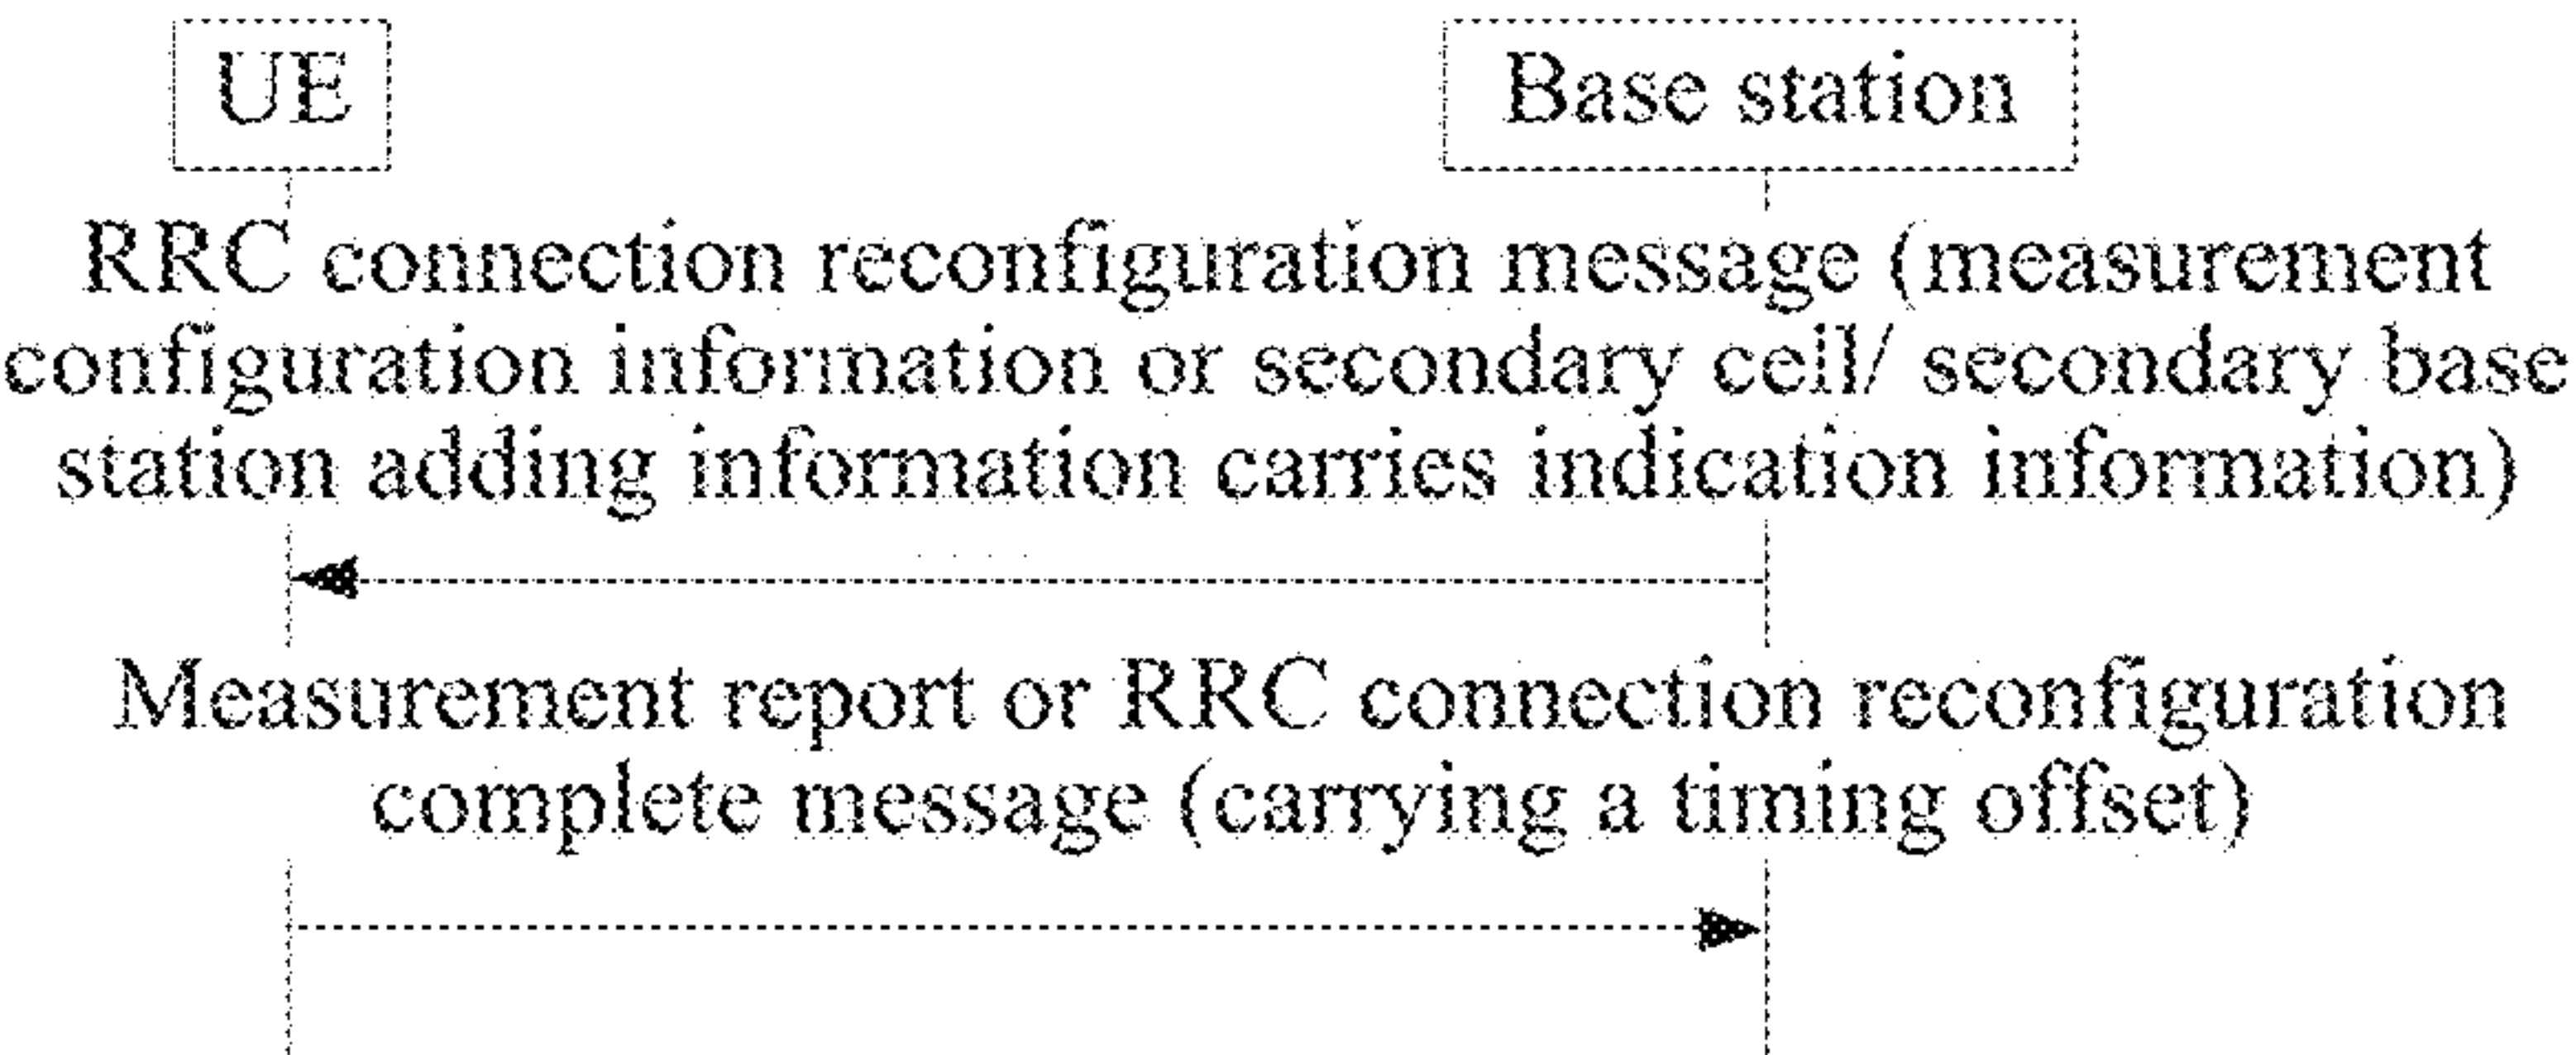 UE
Base station
RRC connection reconfiguration message (measurement
configuration information or secondary cell/ secondary base
station adding information carries indication information)
Measurement report or RRC connection reconfiguration
complete message (carrying a timing offset)